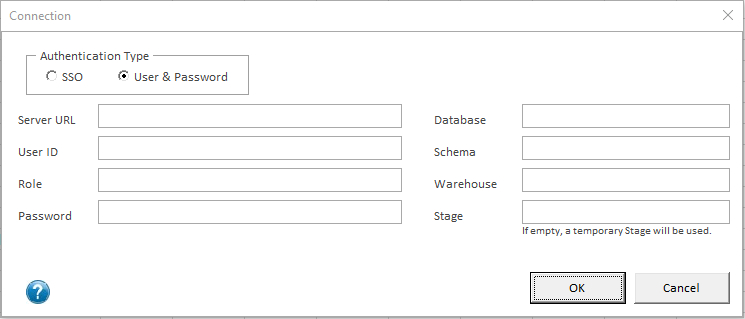 Connection
Authentication Type
SSO
User & Password
Server URL
Database
User ID
Schema
Role
Warehouse
Password
Stage
If empty, a temporary Stage will be used.
?
OK
Cancel